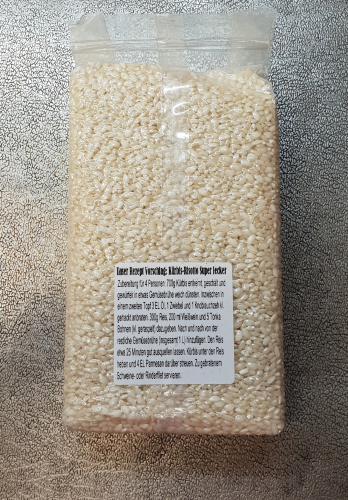 Unser Rezept Vorschlag: Kürbis-Risotto Super lecker
Zubereitung für 4 Personen: 700g Kürbis entkernt, geschält und
gewürfelt in etwas Gemüsebrühe weich dünsten. Inzwischen in
einem zweiten Topf 3 EL Öl, 1 Zwiebel und 1 Knoblauchzeh kl.
gehackt anbraten. 300g Reis, 200 ml Weißwein und 5 Tonka
Bohnen (kl. geraspelt) dazugeben. Nach und nach von der
restliche Gemüsebrühe (insgesamt 1 L) hinzufügen. Den Reis
etwa 25 Minuten gut ausquellen lassen. Kürbis unter den Reis
heben und 4 EL Parmesan darüber streuen. Zu gebratenem
Schweine- oder Rinderfilet servieren.